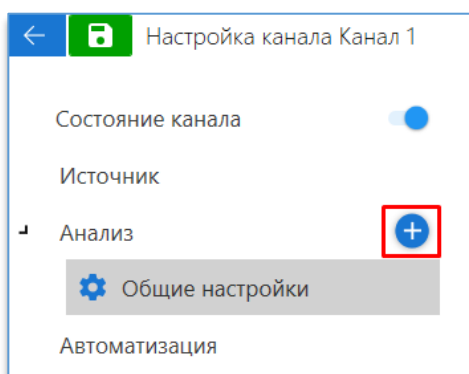 Настройка канала Канал 1
Состояние канала
Источник
Анализ
Общие настройки
Автоматизация